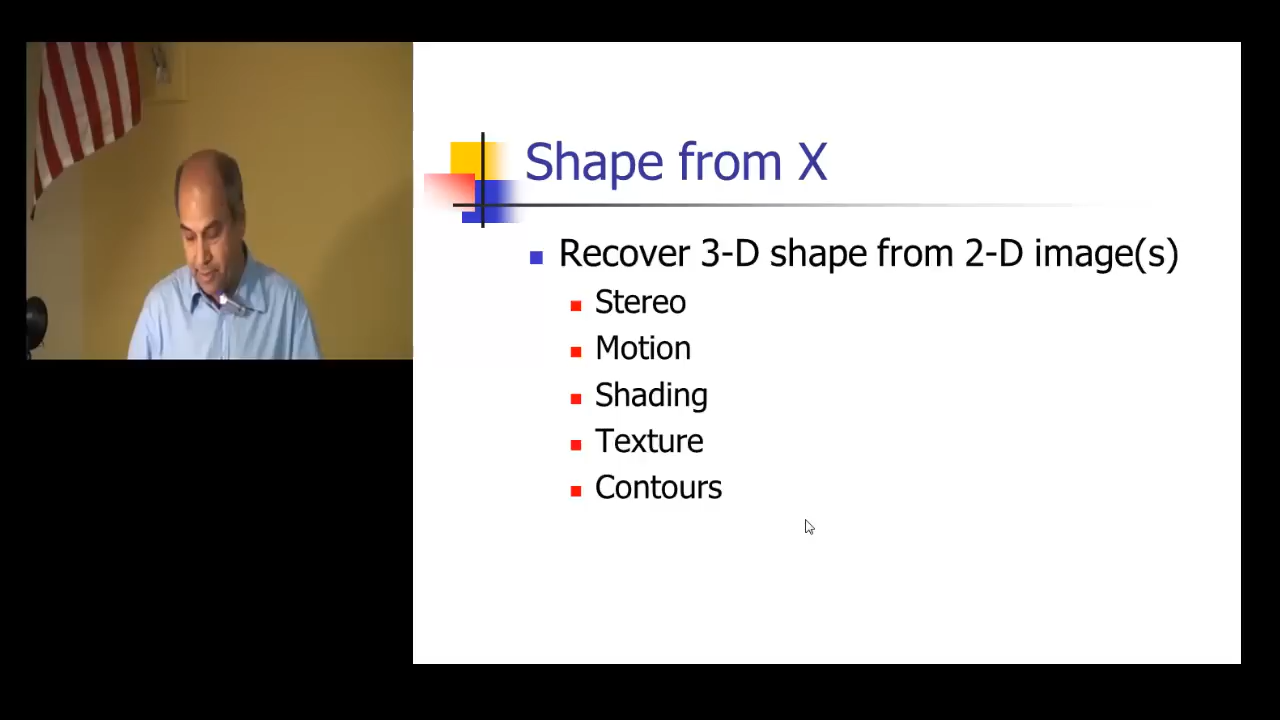 Shape from X
Recover 3-D shape from 2-D image(s)
Stereo
Motion
Shading
Texture
Contours